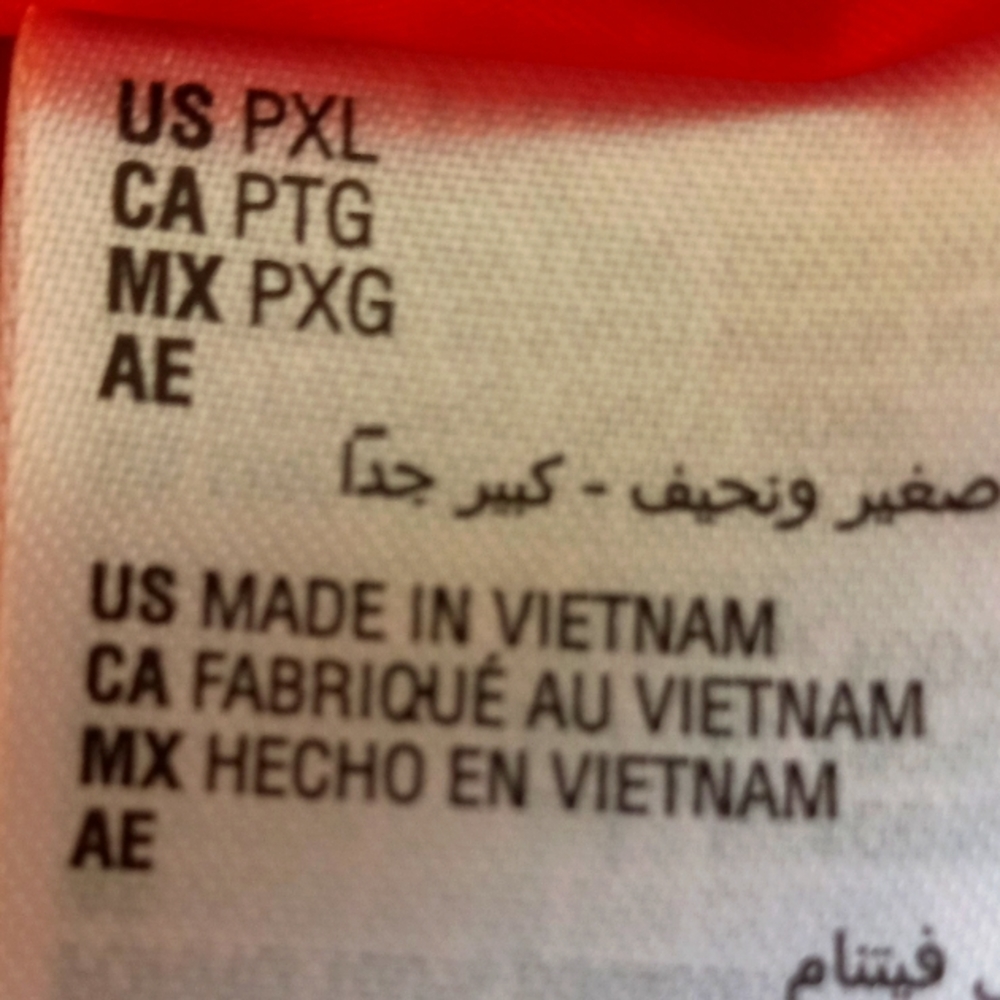 US PXL
CA PTG
MX PXG
AE
صغير ونحيف - كبير جداً
US MADE IN VIETNAM
CA FABRIQUÉ AU VIETNAM
MX HECHO EN VIETNAM
AE
فيتنام